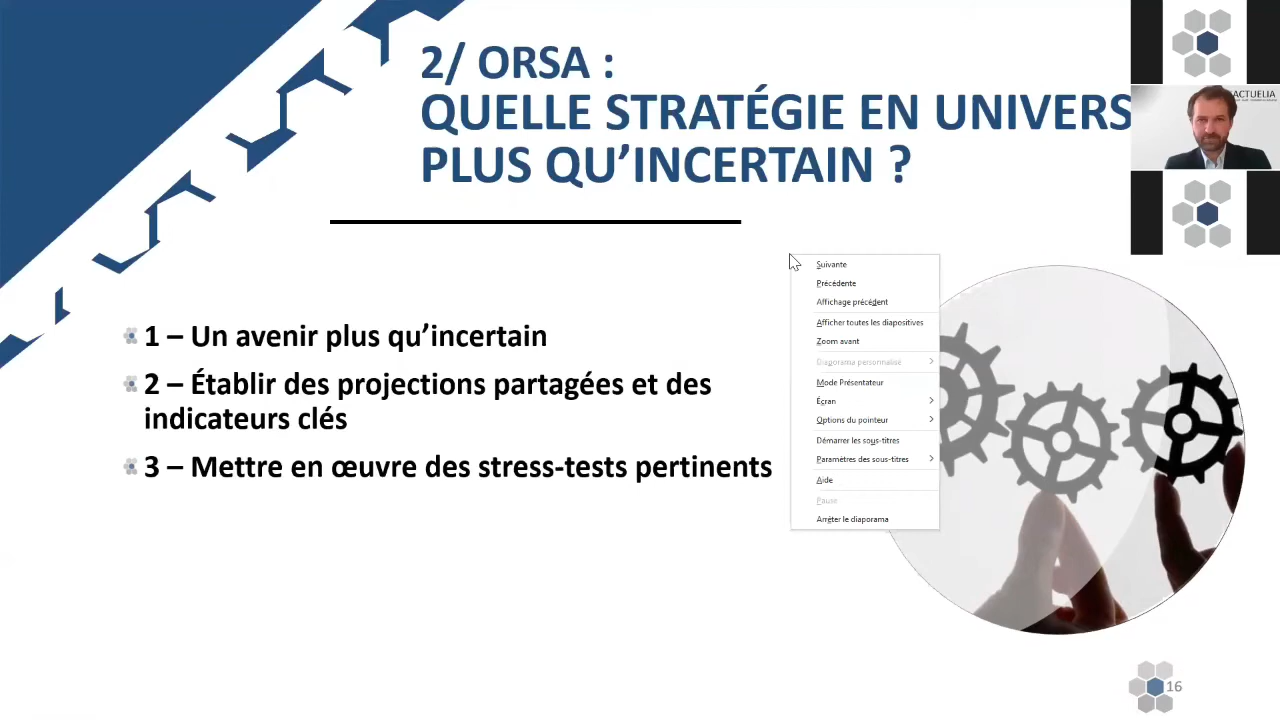 2/ ORSA :
QUELLE STRATÉGIE EN UNIVERS
PLUS QU’INCERTAIN ?
ACTUELIA
1 – Un avenir plus qu’incertain
2 – Établir des projections partagées et des
indicateurs clés
3 – Mettre en œuvre des stress-tests pertinents
Suivante
Précédente
Affichage précédent
Afficher toutes les diapositives
Zoom avant
Diaporama personnalisé
Mode Présentateur
Écran
Options du pointeur
Démarrer les sous-titres
Paramètres des sous-titres
Aide
Pause
Arrêter le diaporama
16